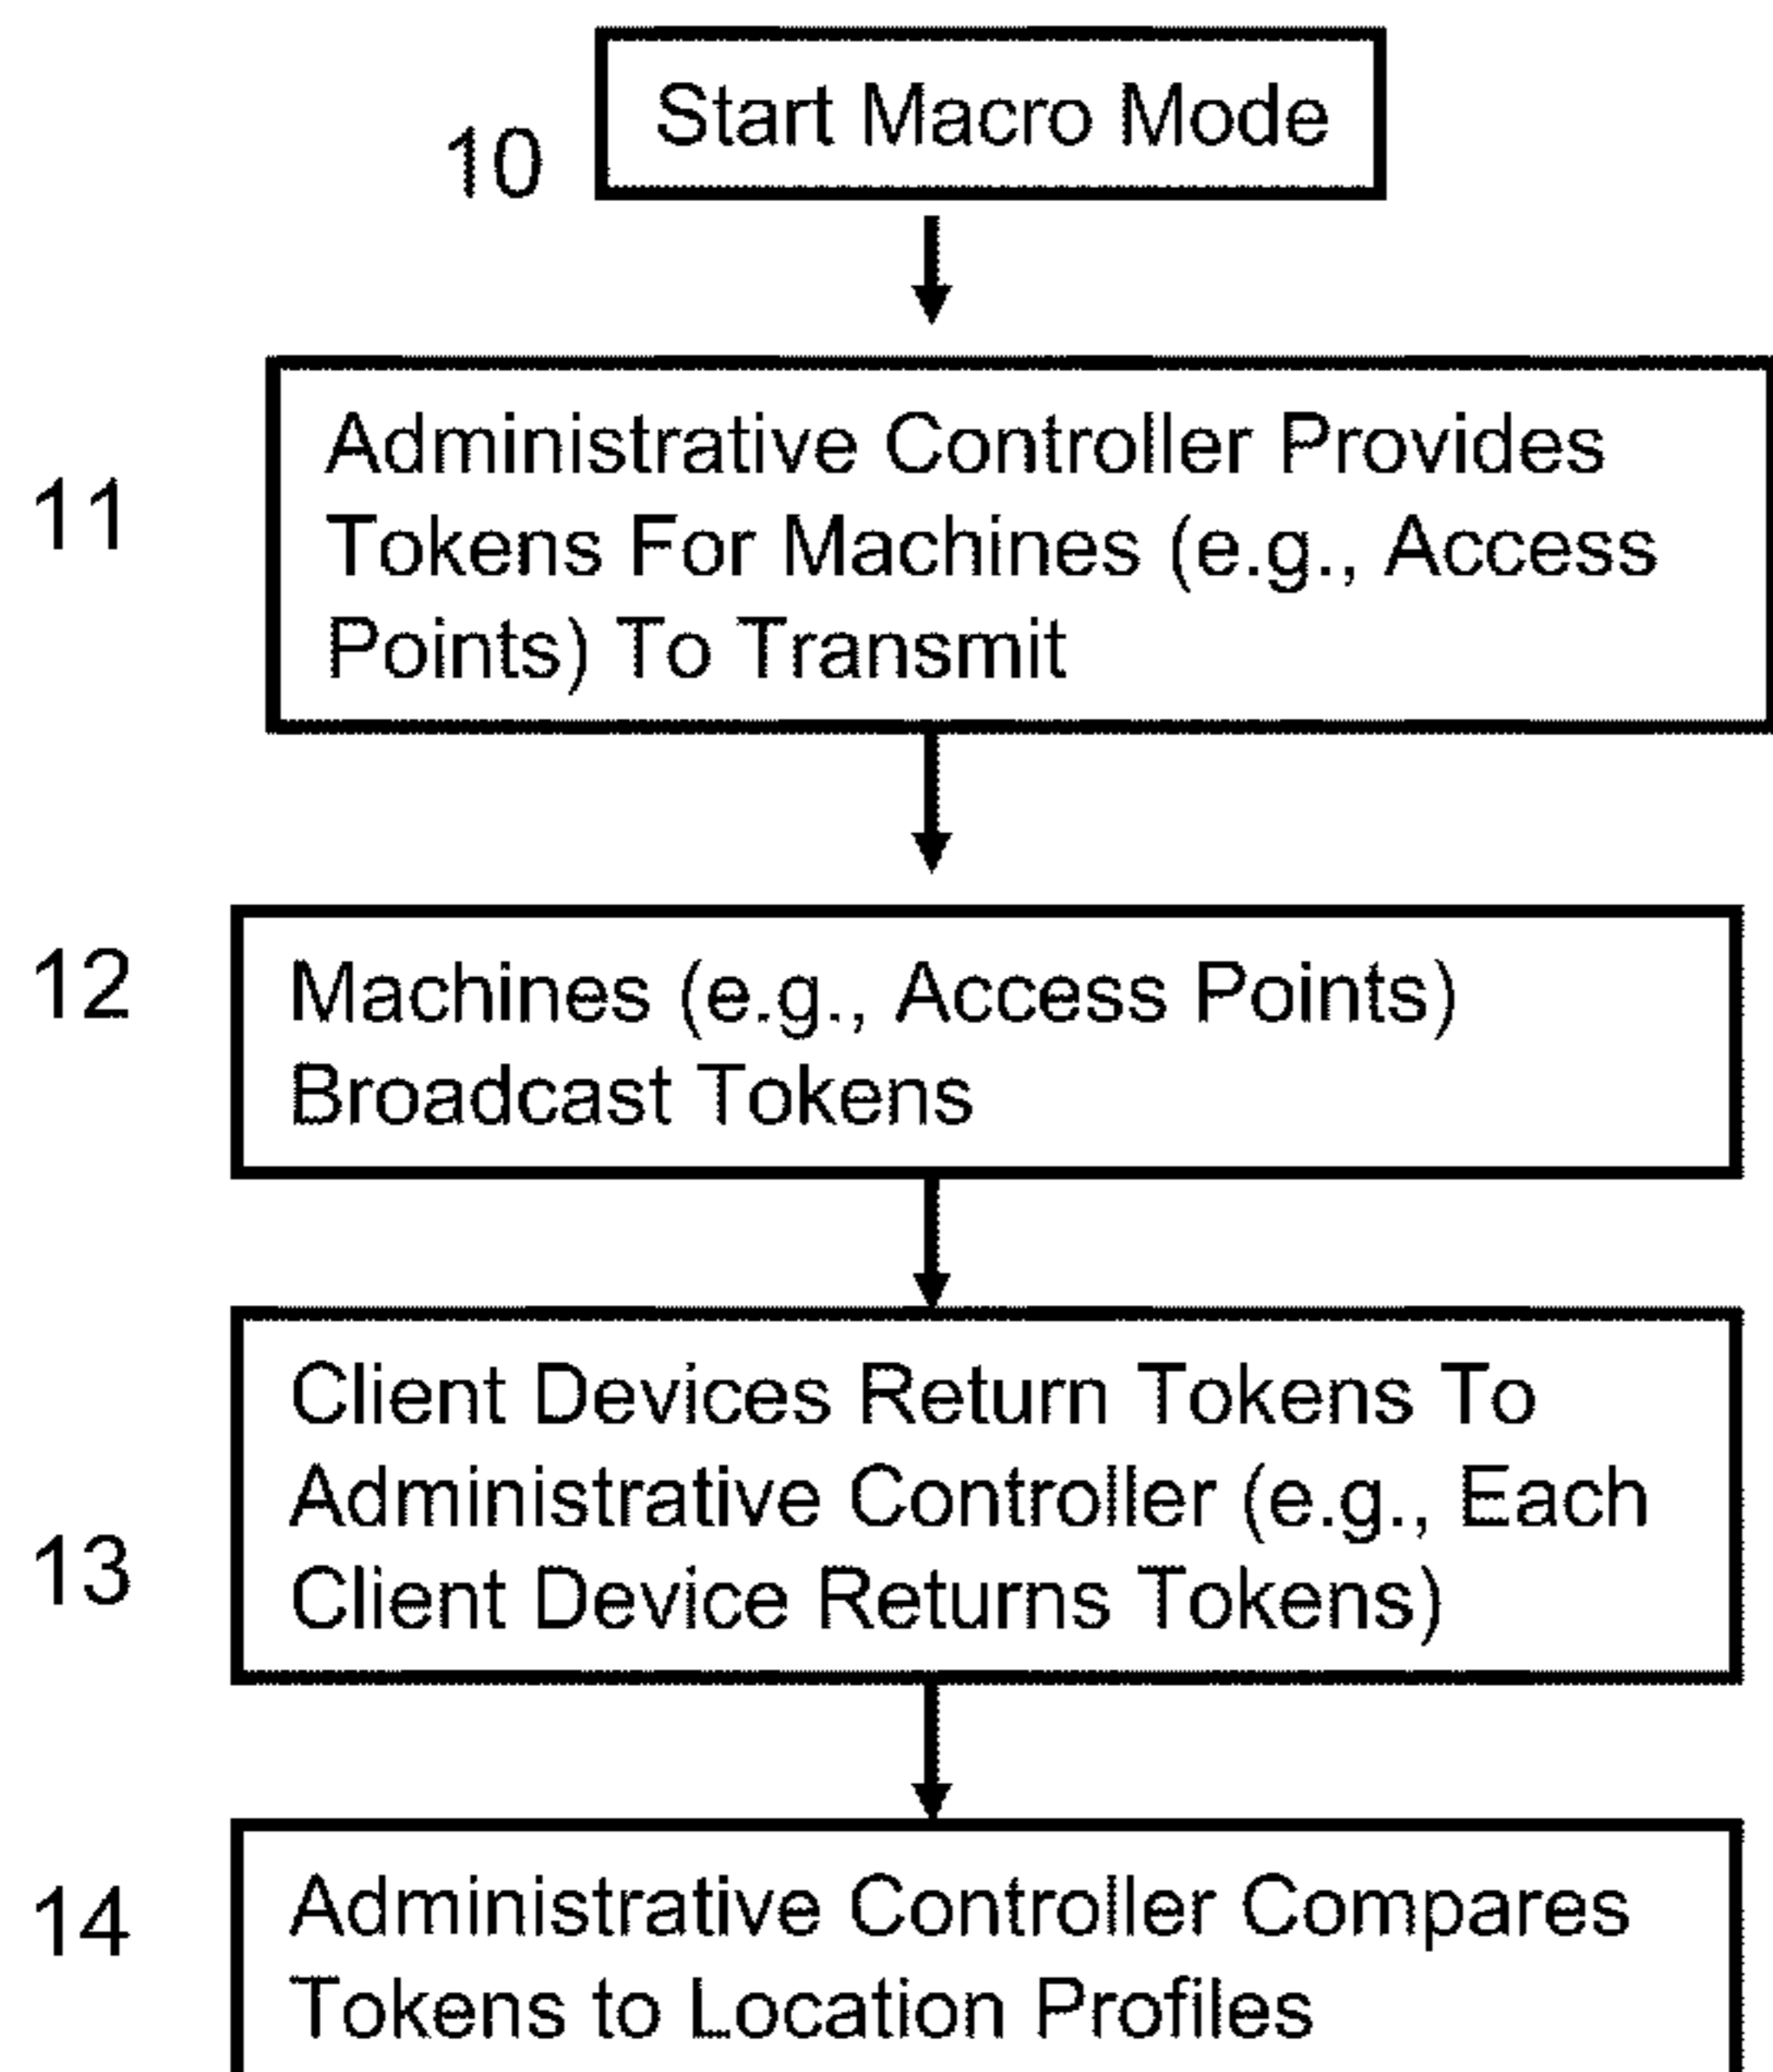 10
Start Macro Mode
11
Administrative Controller Provides
Tokens For Machines (e.g., Access
Points) To Transmit
12
Machines (e.g., Access Points)
Broadcast Tokens
13
Client Devices Return Tokens To
Administrative Controller (e.g., Each
Client Device Returns Tokens)
14
Administrative Controller Compares
Tokens to Location Profiles